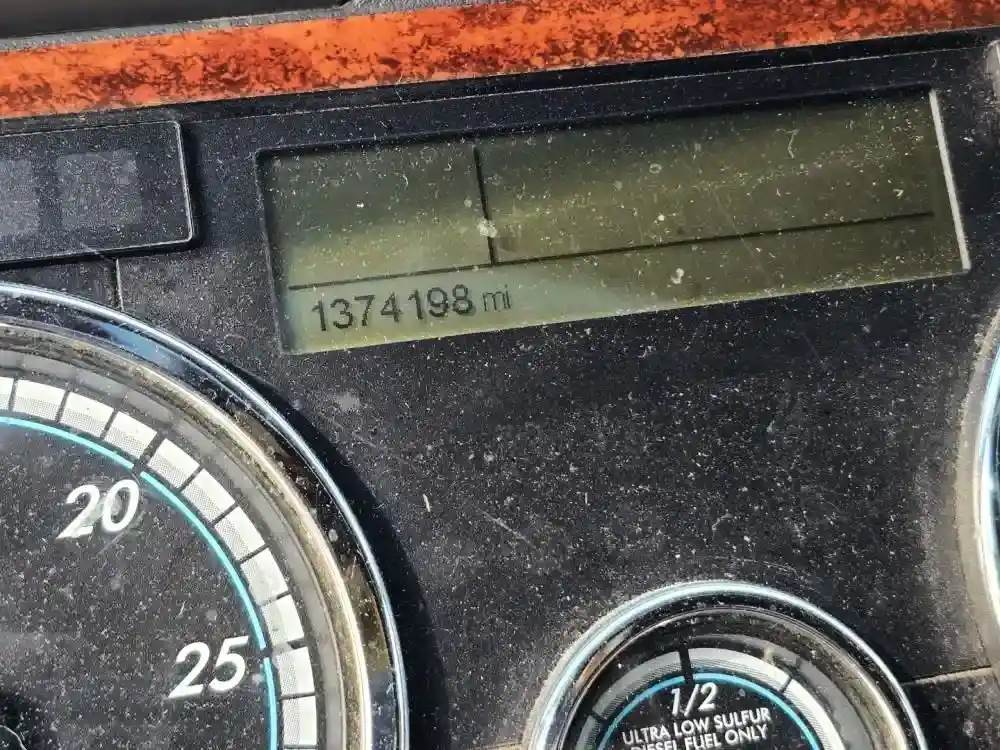 1374198 mi
20
25
1/2
ULTRA LOW SULFUR
DIESEL FUEL ONLY